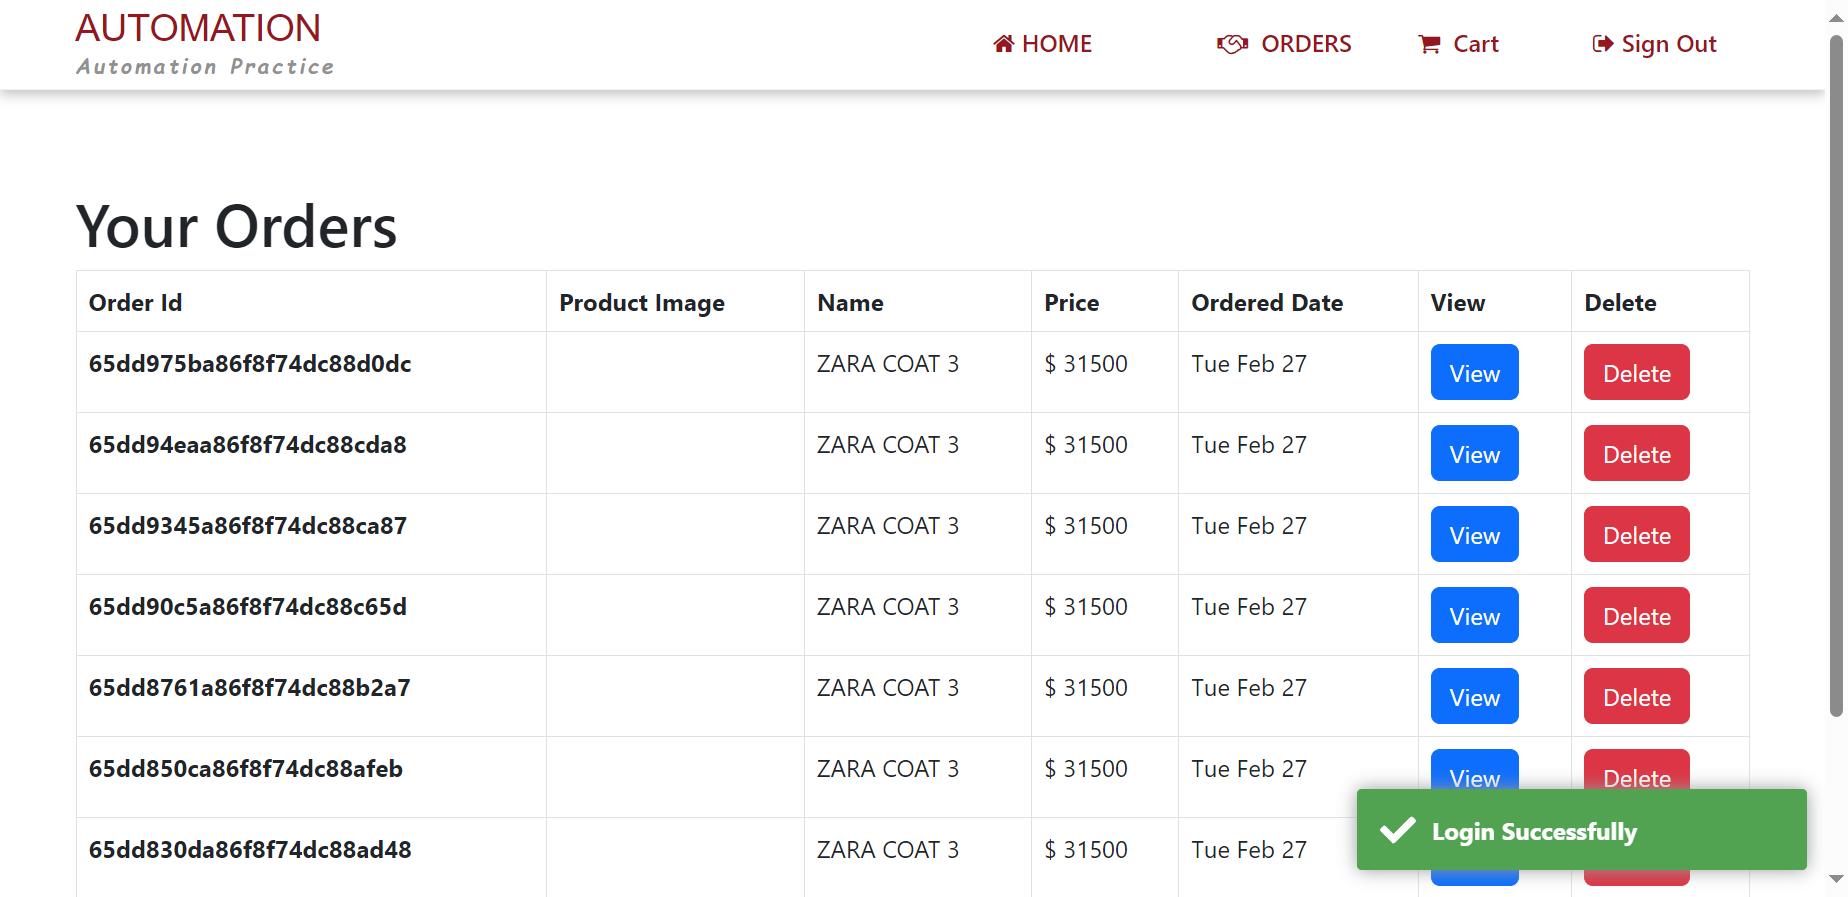 AUTOMATION
Automation Practice
HOME ORDERS Cart Sign Out
Your Orders
Order Id Product Image Name Price Ordered Date View Delete
65dd975ba86f8f74dc88d0dc ZARA COAT 3 $ 31500 Tue Feb 27 View Delete
65dd94eaa86f8f74dc88cda8 ZARA COAT 3 $ 31500 Tue Feb 27 View Delete
65dd9345a86f8f74dc88ca87 ZARA COAT 3 $ 31500 Tue Feb 27 View Delete
65dd90c5a86f8f74dc88c65d ZARA COAT 3 $ 31500 Tue Feb 27 View Delete
65dd8761a86f8f74dc88b2a7 ZARA COAT 3 $ 31500 Tue Feb 27 View Delete
65dd850ca86f8f74dc88afeb ZARA COAT 3 $ 31500 Tue Feb 27 View Delete
65dd830da86f8f74dc88ad48 ZARA COAT 3 $ 31500 Tue Feb 27
Login Successfully